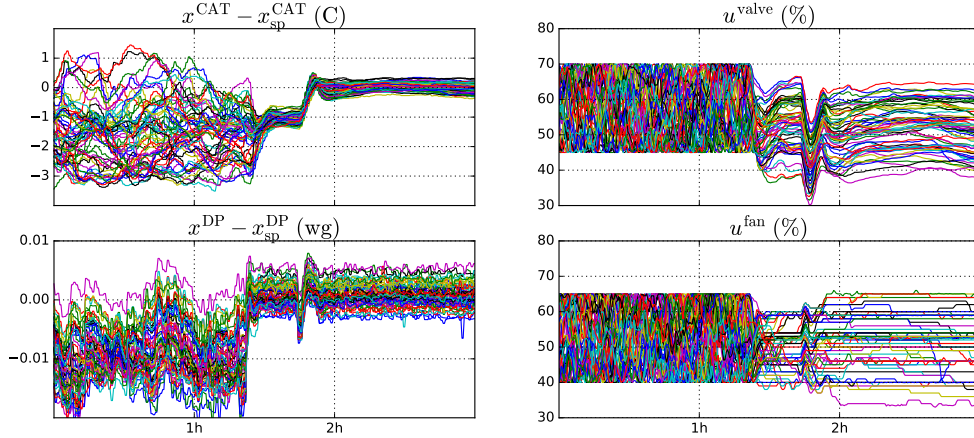 x^CAT − x_sp^CAT (C)
1
0
−1
−2
−3
u^valve (%)
80
70
60
50
40
30
x^DP − x_sp^DP (wg)
0.01
0.00
−0.01
1h
2h
u^fan (%)
80
70
60
50
40
30
1h
2h